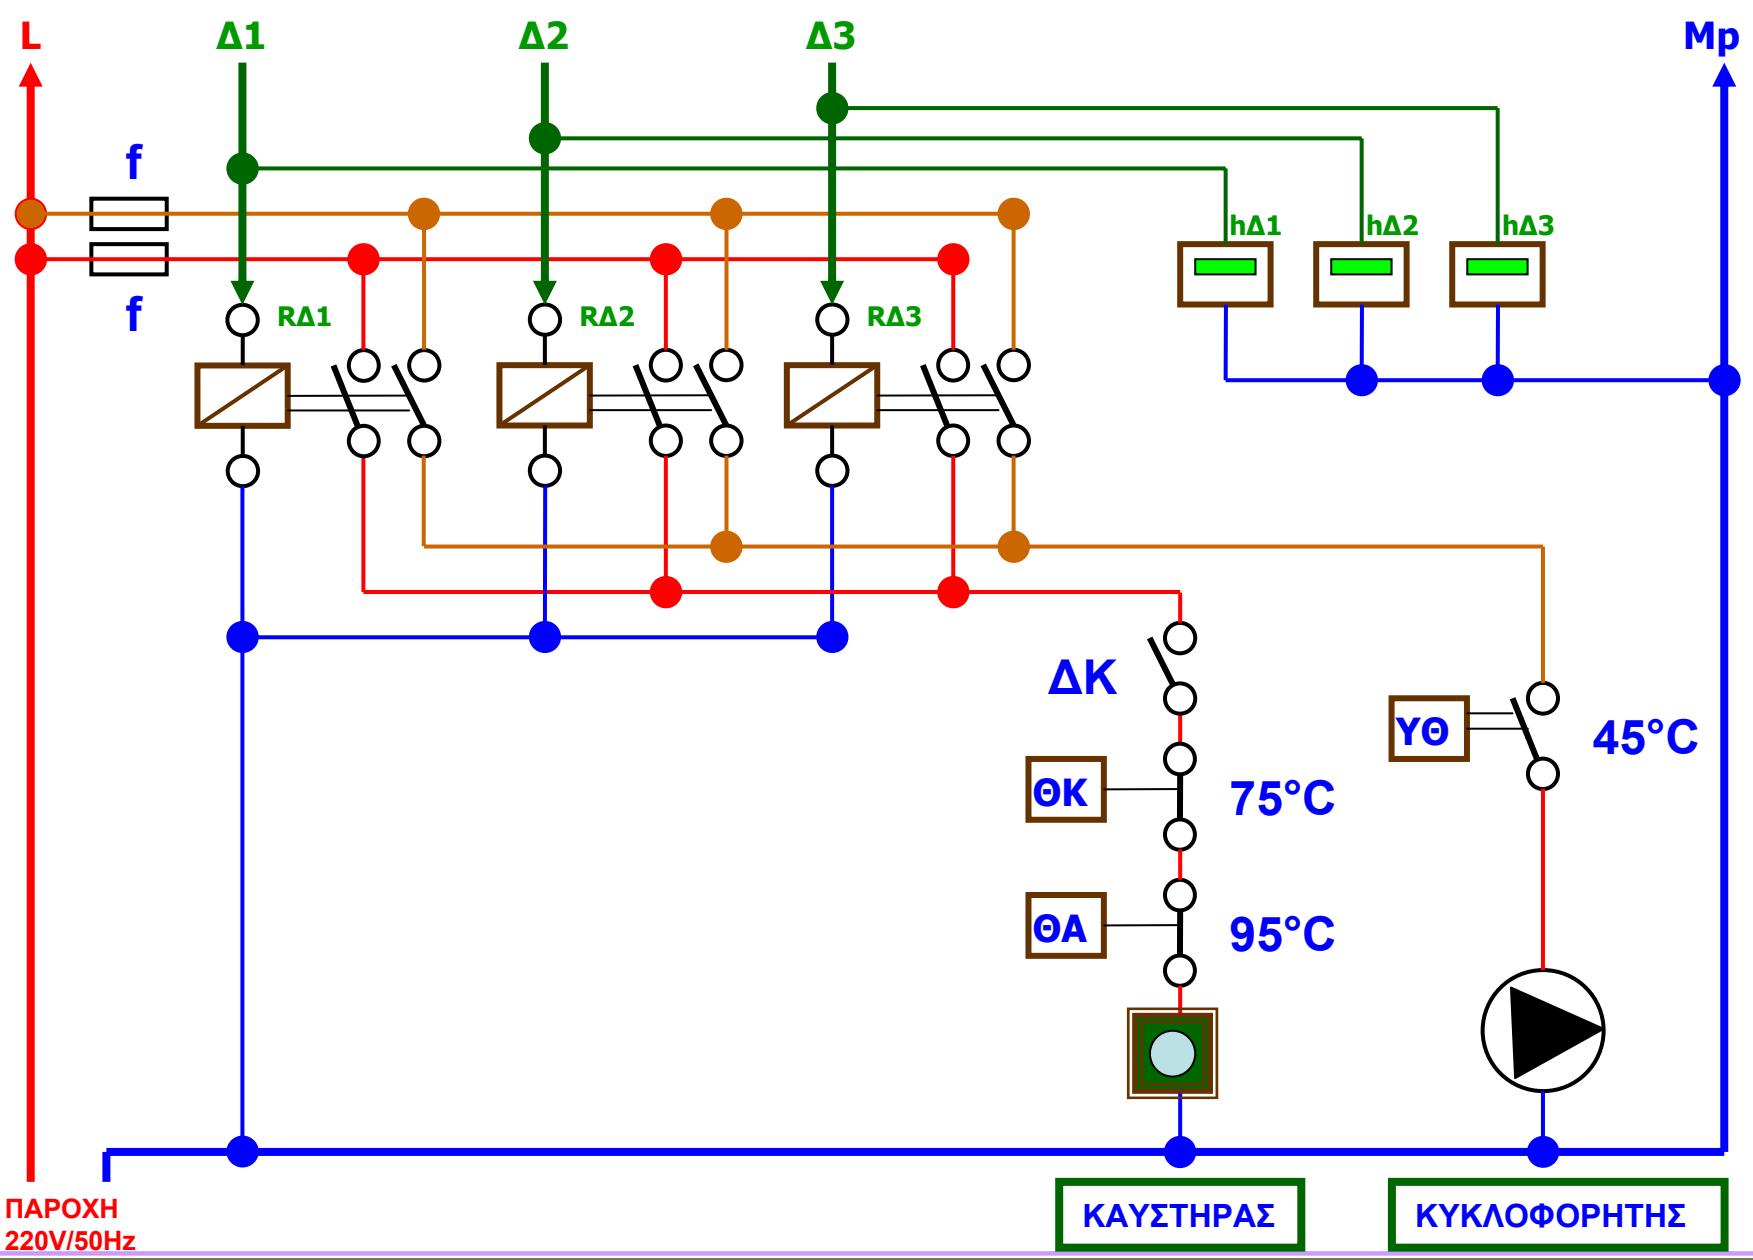 L
Δ1
Δ2
Δ3
Mp
f
f
hΔ1
hΔ2
hΔ3
RΔ1
RΔ2
RΔ3
ΔΚ
ΥΘ
45°C
ΘΚ
75°C
ΘΑ
95°C
ΠΑΡΟΧΗ
220V/50Hz
ΚΑΥΣΤΗΡΑΣ
ΚΥΚΛΟΦΟΡΗΤΗΣ